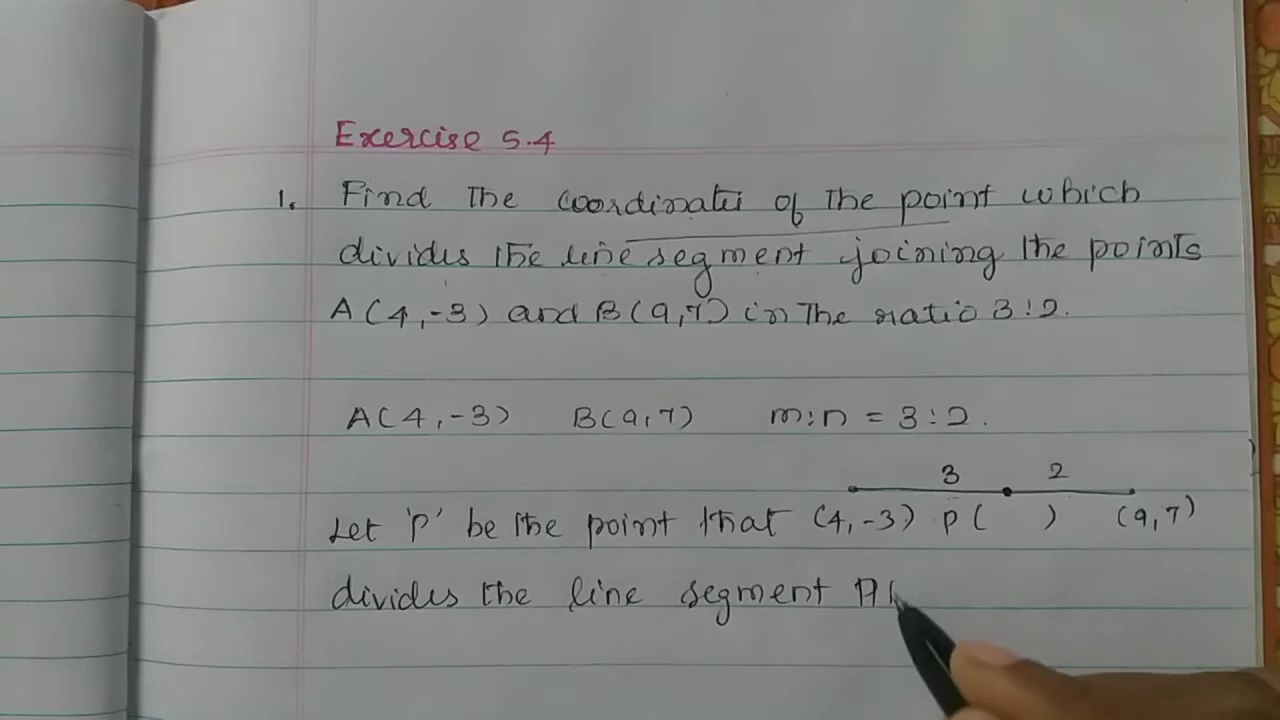 Exercise 5.4
1. Find the coordinates of the point which
divides the line segment joining the points
A(4,-3) and B(9,7) in the ratio 3:2.
A(4,-3) B(9,7) m:n = 3:2.
3 2
Let 'P' be the point that (4,-3) P( ) (9,7)
divides the line segment A